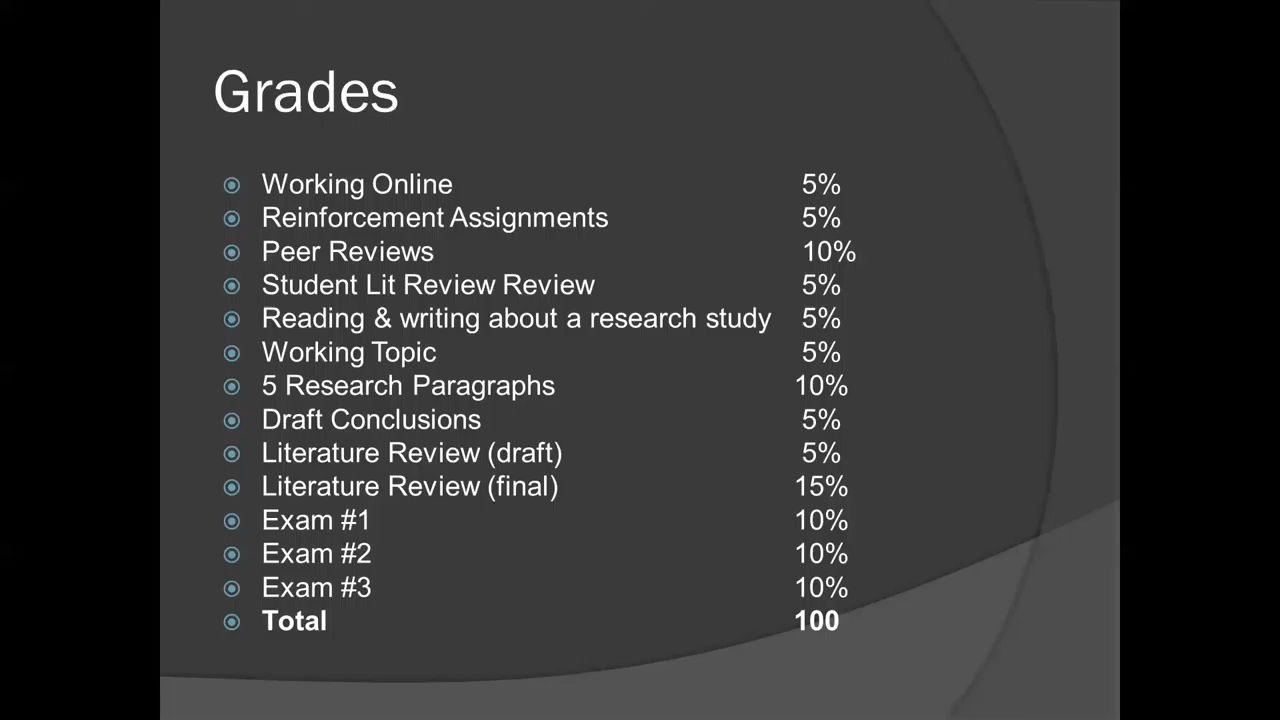 Grades
Working Online 5%
Reinforcement Assignments 5%
Peer Reviews 10%
Student Lit Review Review 5%
Reading & writing about a research study 5%
Working Topic 5%
5 Research Paragraphs 10%
Draft Conclusions 5%
Literature Review (draft) 5%
Literature Review (final) 15%
Exam #1 10%
Exam #2 10%
Exam #3 10%
Total 100